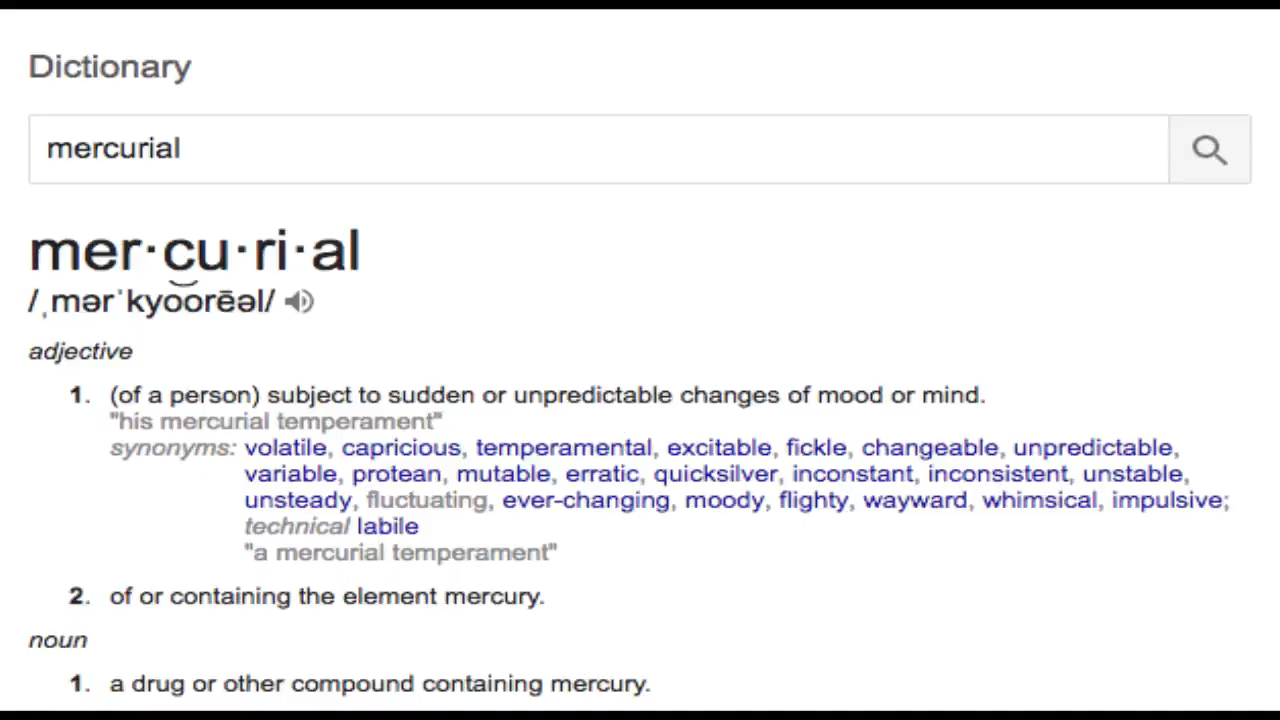 Dictionary
mercurial
mer·cu·ri·al
/ˌmərˈkyo͝orēəl/
adjective
1. (of a person) subject to sudden or unpredictable changes of mood or mind.
"his mercurial temperament"
synonyms: volatile, capricious, temperamental, excitable, fickle, changeable, unpredictable,
variable, protean, mutable, erratic, quicksilver, inconstant, inconsistent, unstable,
unsteady, fluctuating, ever-changing, moody, flighty, wayward, whimsical, impulsive;
technical labile
"a mercurial temperament"
2. of or containing the element mercury.
noun
1. a drug or other compound containing mercury.